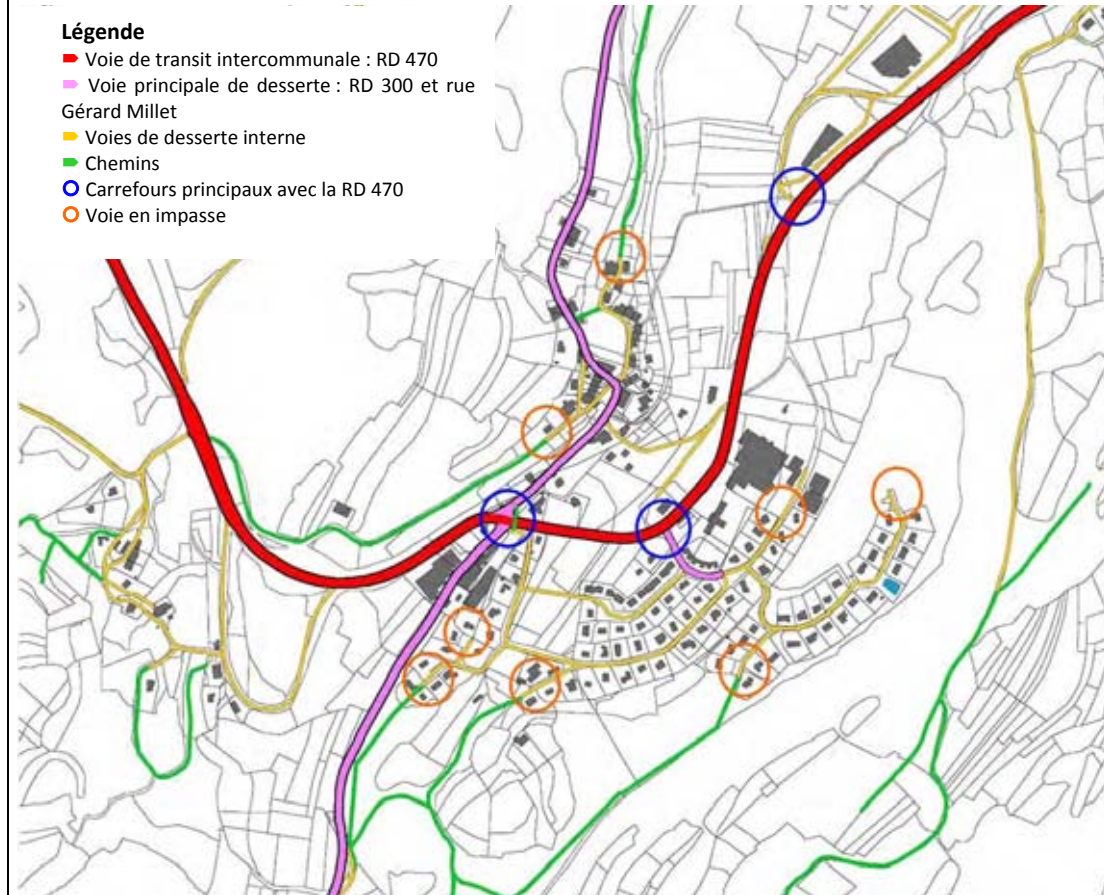 Légende
Voie de transit intercommunale : RD 470
Voie principale de desserte : RD 300 et rue
Gérard Millet
Voies de desserte interne
Chemins
Carrefours principaux avec la RD 470
Voie en impasse